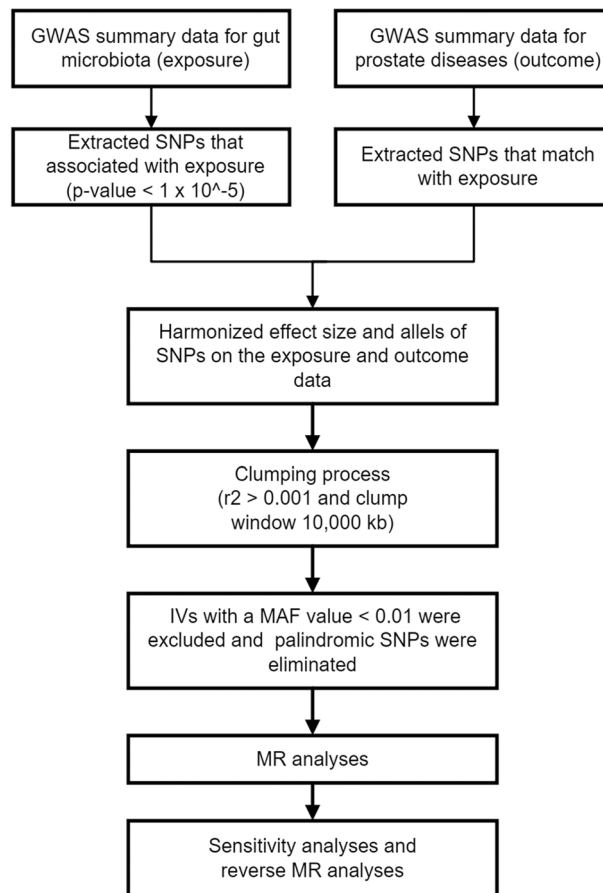 GWAS summary data for gut
microbiota (exposure)
GWAS summary data for
prostate diseases (outcome)
Extracted SNPs that
associated with exposure
(p-value < 1 x 10^-5)
Extracted SNPs that match
with exposure
Harmonized effect size and allels of
SNPs on the exposure and outcome
data
Clumping process
(r2 > 0.001 and clump
window 10,000 kb)
IVs with a MAF value < 0.01 were
excluded and palindromic SNPs were
eliminated
MR analyses
Sensitivity analyses and
reverse MR analyses